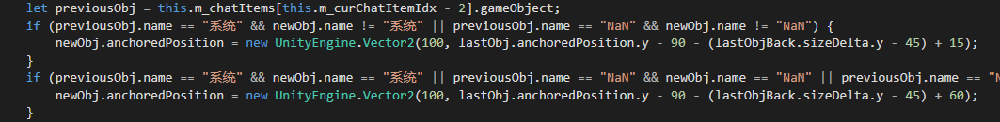 let previousObj = this.m_chatItems[this.m_curChatItemIdx - 2].gameObject;
if (previousObj.name == "系统" && newObj.name != "系统" || previousObj.name == "NaN" && newObj.name != "NaN") {
newObj.anchoredPosition = new UnityEngine.Vector2(100, lastObj.anchoredPosition.y - 90 - (lastObjBack.sizeDelta.y - 45) + 15);
}
if (previousObj.name == "系统" && newObj.name == "系统" || previousObj.name == "NaN" && newObj.name == "NaN" || previousObj.name == "N
newObj.anchoredPosition = new UnityEngine.Vector2(100, lastObj.anchoredPosition.y - 90 - (lastObjBack.sizeDelta.y - 45) + 60);
}